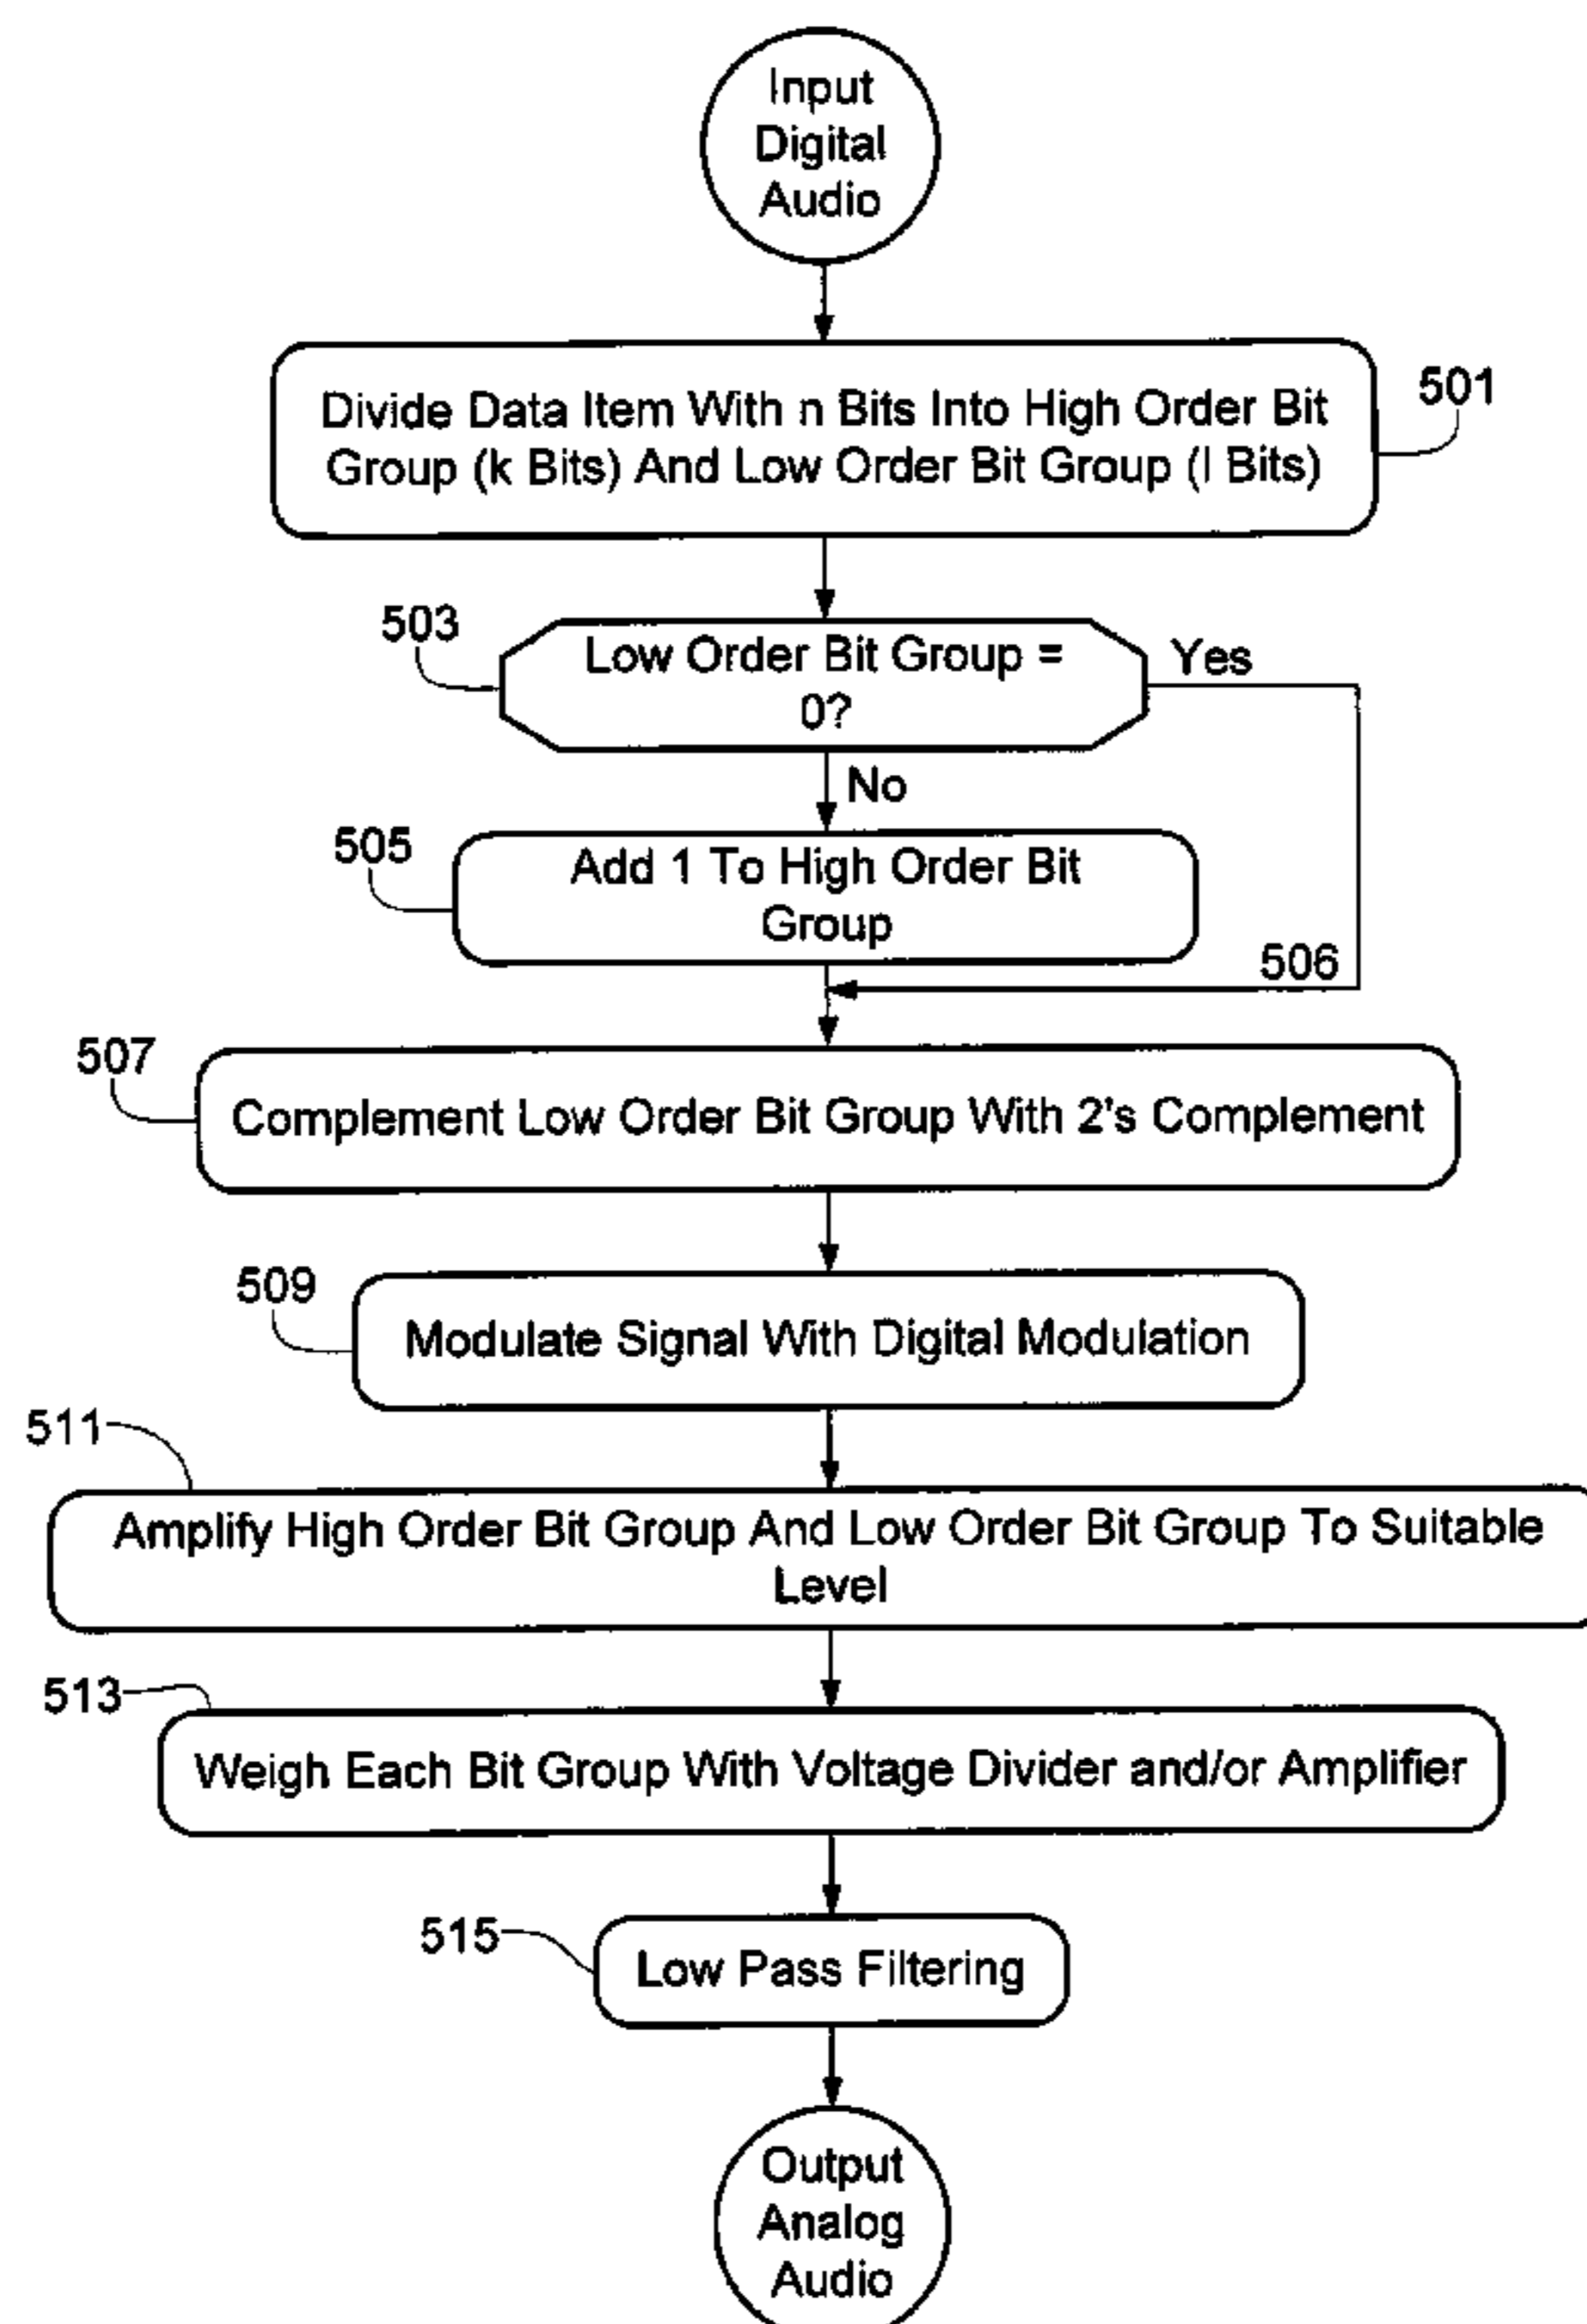 Input
Digital
Audio
Divide Data Item With n Bits Into High Order Bit
Group (k Bits) And Low Order Bit Group (l Bits)
501
503
Low Order Bit Group =
0?
Yes
No
505
Add 1 To High Order Bit
Group
506
507
Complement Low Order Bit Group With 2's Complement
509
Modulate Signal With Digital Modulation
511
Amplify High Order Bit Group And Low Order Bit Group To Suitable
Level
513
Weigh Each Bit Group With Voltage Divider and/or Amplifier
515
Low Pass Filtering
Output
Analog
Audio